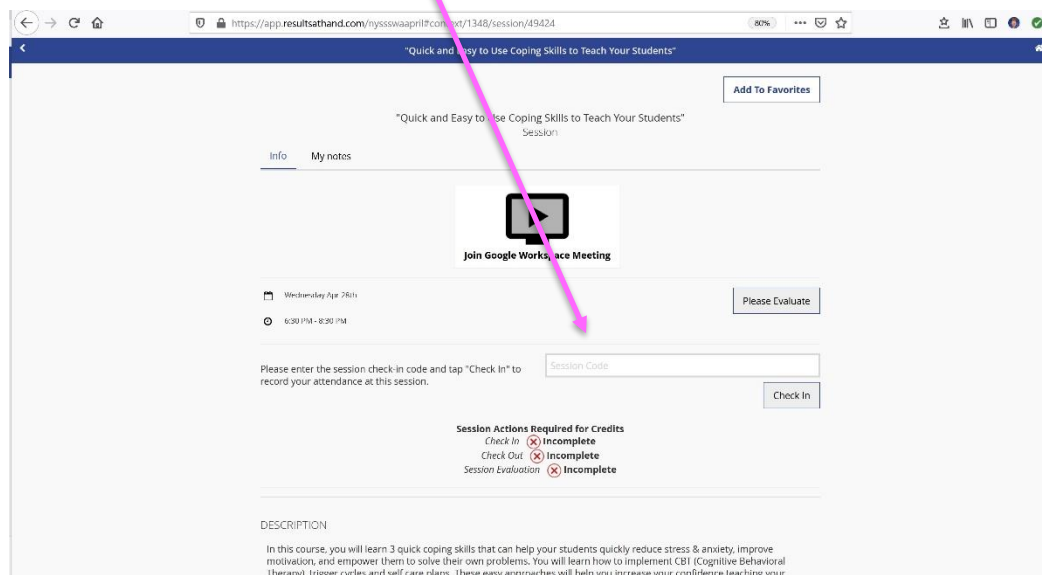 https://app.resultsathand.com/nyssswaapril#context/1348/session/49424
80%
"Quick and Easy to Use Coping Skills to Teach Your Students"
Add To Favorites
"Quick and Easy to Use Coping Skills to Teach Your Students"
Session
Info My notes
Join Google Workspace Meeting
Wednesday Apr 28th
Please Evaluate
6:30 PM - 8:30 PM
Please enter the session check-in code and tap "Check In" to
record your attendance at this session.
Session Code
Check In
Session Actions Required for Credits
Check In Incomplete
Check Out Incomplete
Session Evaluation Incomplete
DESCRIPTION
In this course, you will learn 3 quick coping skills that can help your students quickly reduce stress & anxiety, improve
motivation, and empower them to solve their own problems. You will learn how to implement CBT (Cognitive Behavioral
Therapy), trigger cycles and self care plans. These easy approaches will help you increase your confidence teaching your